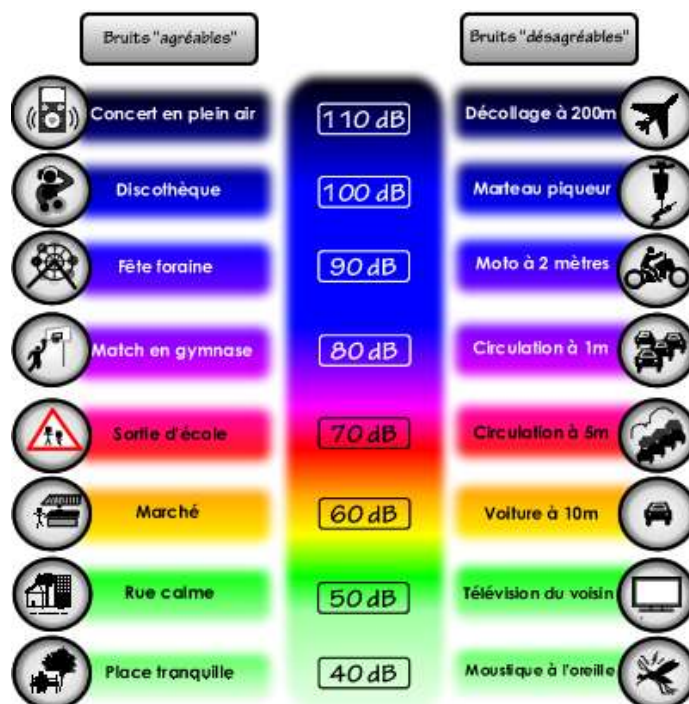 Bruits "agréables"
Bruits "désagréables"
Concert en plein air
110 dB
Décollage à 200m
Discothèque
100 dB
Marteau piqueur
Fête foraine
90 dB
Moto à 2 mètres
Match en gymnase
80 dB
Circulation à 1m
Sortie d'école
70 dB
Circulation à 5m
Marché
60 dB
Voiture à 10m
Rue calme
50 dB
Télévision du voisin
Place tranquille
40 dB
Moustique à l'oreille